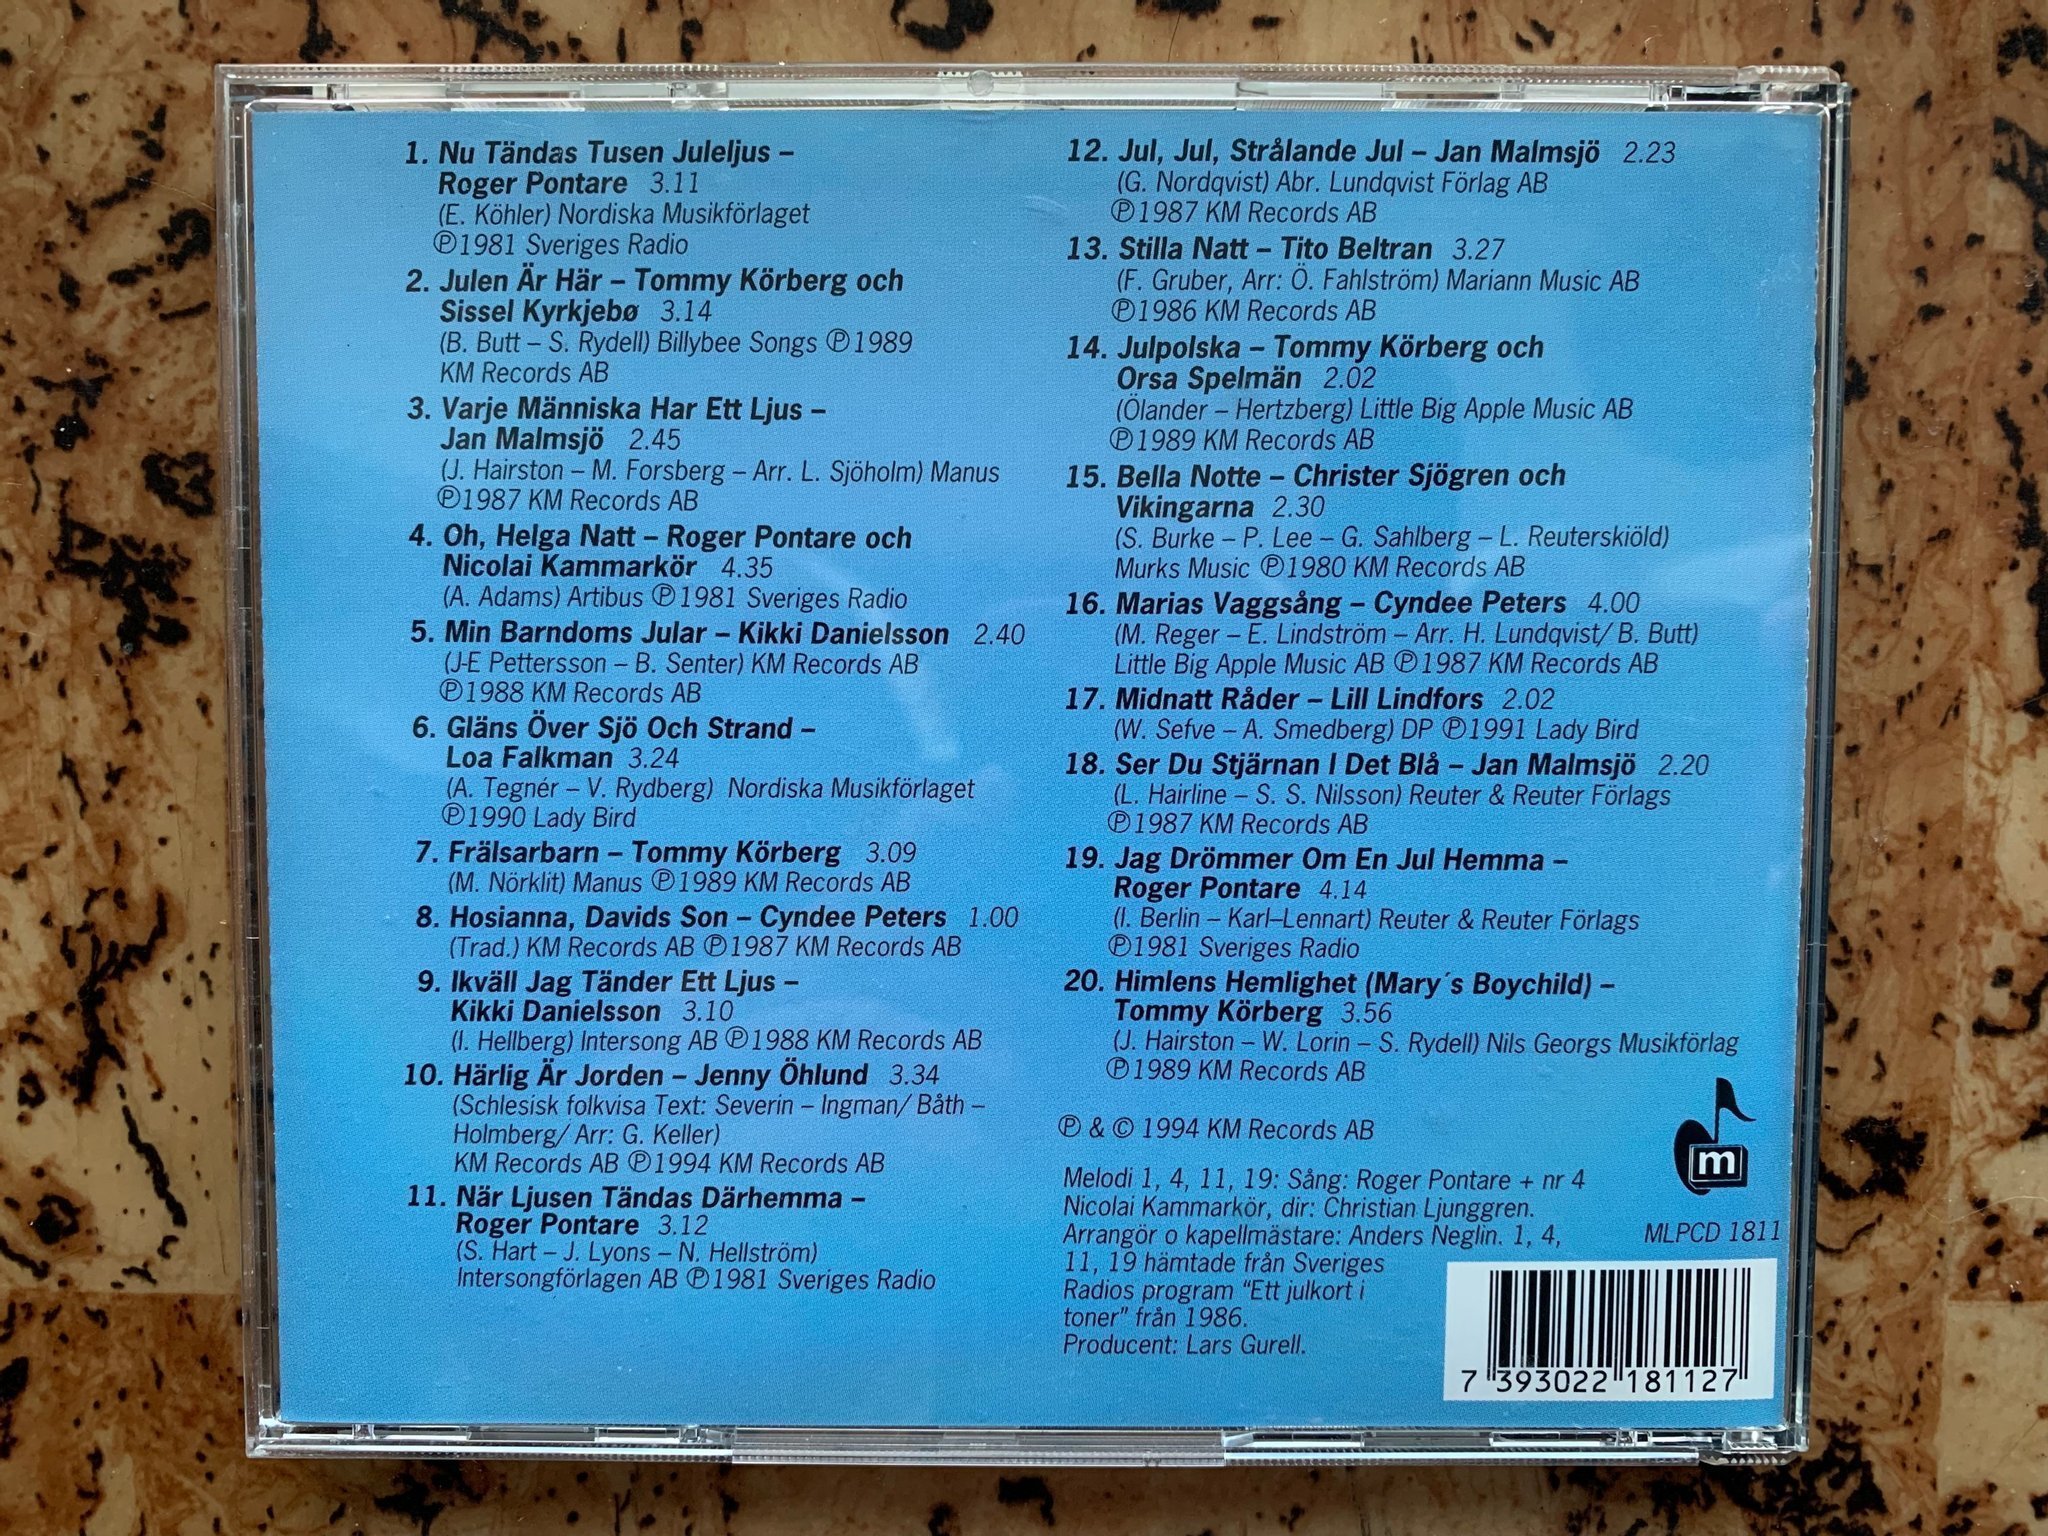 1. Nu Tändas Tusen Juleljus –
Roger Pontare 3.11
(E. Köhler) Nordiska Musikförlaget
Ⓟ1981 Sveriges Radio
2. Julen Är Här – Tommy Körberg och
Sissel Kyrkjebø 3.14
(B. Butt – S. Rydell) Billybee Songs Ⓟ1989
KM Records AB
3. Varje Människa Har Ett Ljus –
Jan Malmsjö 2.45
(J. Hairston – M. Forsberg – Arr. L. Sjöholm) Manus
Ⓟ1987 KM Records AB
4. Oh, Helga Natt – Roger Pontare och
Nicolai Kammarkör 4.35
(A. Adams) Artibus Ⓟ1981 Sveriges Radio
5. Min Barndoms Jular – Kikki Danielsson 2.40
(J-E Pettersson – B. Senter) KM Records AB
Ⓟ1988 KM Records AB
6. Gläns Över Sjö Och Strand –
Loa Falkman 3.24
(A. Tegnér – V. Rydberg) Nordiska Musikförlaget
Ⓟ1990 Lady Bird
7. Frälsarbarn – Tommy Körberg 3.09
(M. Nörklit) Manus Ⓟ1989 KM Records AB
8. Hosianna, Davids Son – Cyndee Peters 1.00
(Trad.) KM Records AB Ⓟ1987 KM Records AB
9. Ikväll Jag Tänder Ett Ljus –
Kikki Danielsson 3.10
(I. Hellberg) Intersong AB Ⓟ1988 KM Records AB
10. Härlig Är Jorden – Jenny Öhlund 3.34
(Schlesisk folkvisa Text: Severin – Ingman/ Båth –
Holmberg/ Arr: G. Keller)
KM Records AB Ⓟ1994 KM Records AB
11. När Ljusen Tändas Därhemma –
Roger Pontare 3.12
(S. Hart – J. Lyons – N. Hellström)
Intersongförlagen AB Ⓟ1981 Sveriges Radio
12. Jul, Jul, Strålande Jul – Jan Malmsjö 2.23
(G. Nordqvist) Abr. Lundqvist Förlag AB
Ⓟ1987 KM Records AB
13. Stilla Natt – Tito Beltran 3.27
(F. Gruber, Arr: Ö. Fahlström) Mariann Music AB
Ⓟ1986 KM Records AB
14. Julpolska – Tommy Körberg och
Orsa Spelmän 2.02
(Ölander – Hertzberg) Little Big Apple Music AB
Ⓟ1989 KM Records AB
15. Bella Notte – Christer Sjögren och
Vikingarna 2.30
(S. Burke – P. Lee – G. Sahlberg – L. Reuterskiöld)
Murks Music Ⓟ1980 KM Records AB
16. Marias Vaggsång – Cyndee Peters 4.00
(M. Reger – E. Lindström – Arr. H. Lundqvist/ B. Butt)
Little Big Apple Music AB Ⓟ1987 KM Records AB
17. Midnatt Råder – Lill Lindfors 2.02
(W. Sefve – A. Smedberg) DP Ⓟ1991 Lady Bird
18. Ser Du Stjärnan I Det Blå – Jan Malmsjö 2.20
(L. Hairline – S. S. Nilsson) Reuter & Reuter Förlags
Ⓟ1987 KM Records AB
19. Jag Drömmer Om En Jul Hemma –
Roger Pontare 4.14
(I. Berlin – Karl–Lennart) Reuter & Reuter Förlags
Ⓟ1981 Sveriges Radio
20. Himlens Hemlighet (Mary´s Boychild) –
Tommy Körberg 3.56
(J. Hairston – W. Lorin – S. Rydell) Nils Georgs Musikförlag
Ⓟ1989 KM Records AB
Ⓟ & © 1994 KM Records AB
m
Melodi 1, 4, 11, 19: Sång: Roger Pontare + nr 4
Nicolai Kammarkör, dir: Christian Ljunggren.
Arrangör o kapellmästare: Anders Neglin. 1, 4,
11, 19 hämtade från Sveriges
Radios program “Ett julkort i
toner” från 1986.
Producent: Lars Gurell.
MLPCD 1811
7 393022 181127